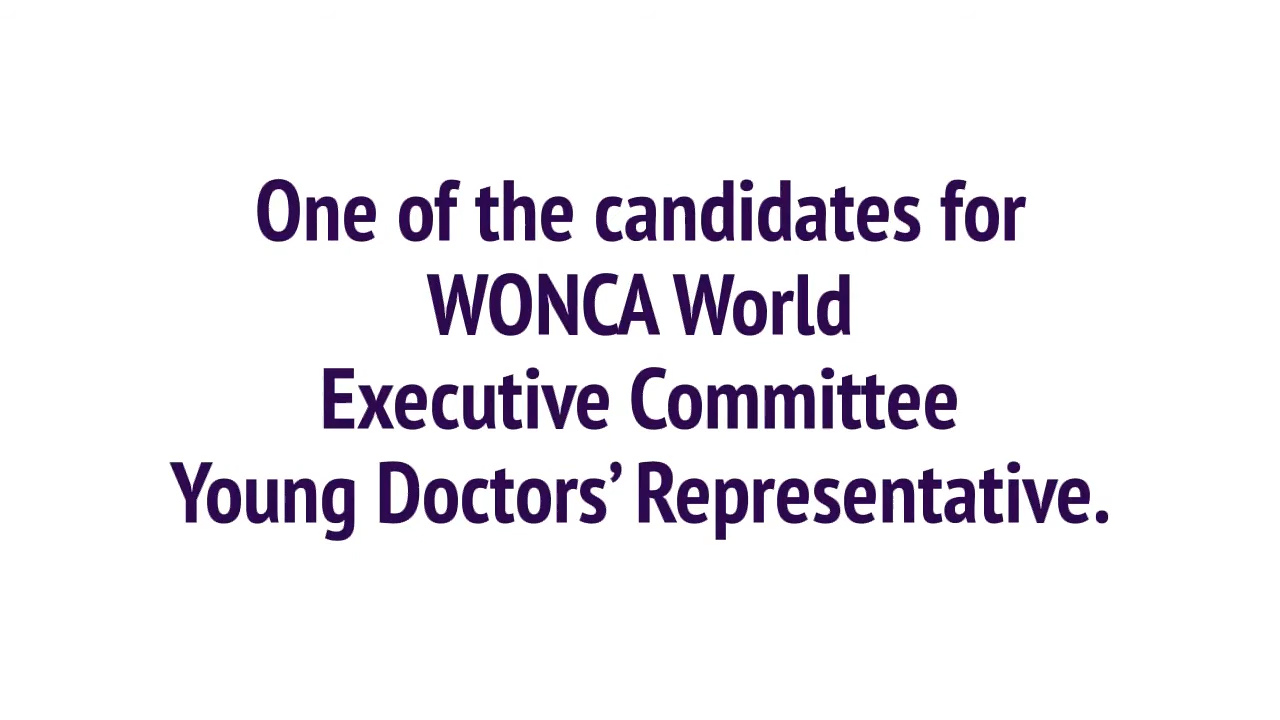 One of the candidates for
WONCA World
Executive Committee
Young Doctors’ Representative.